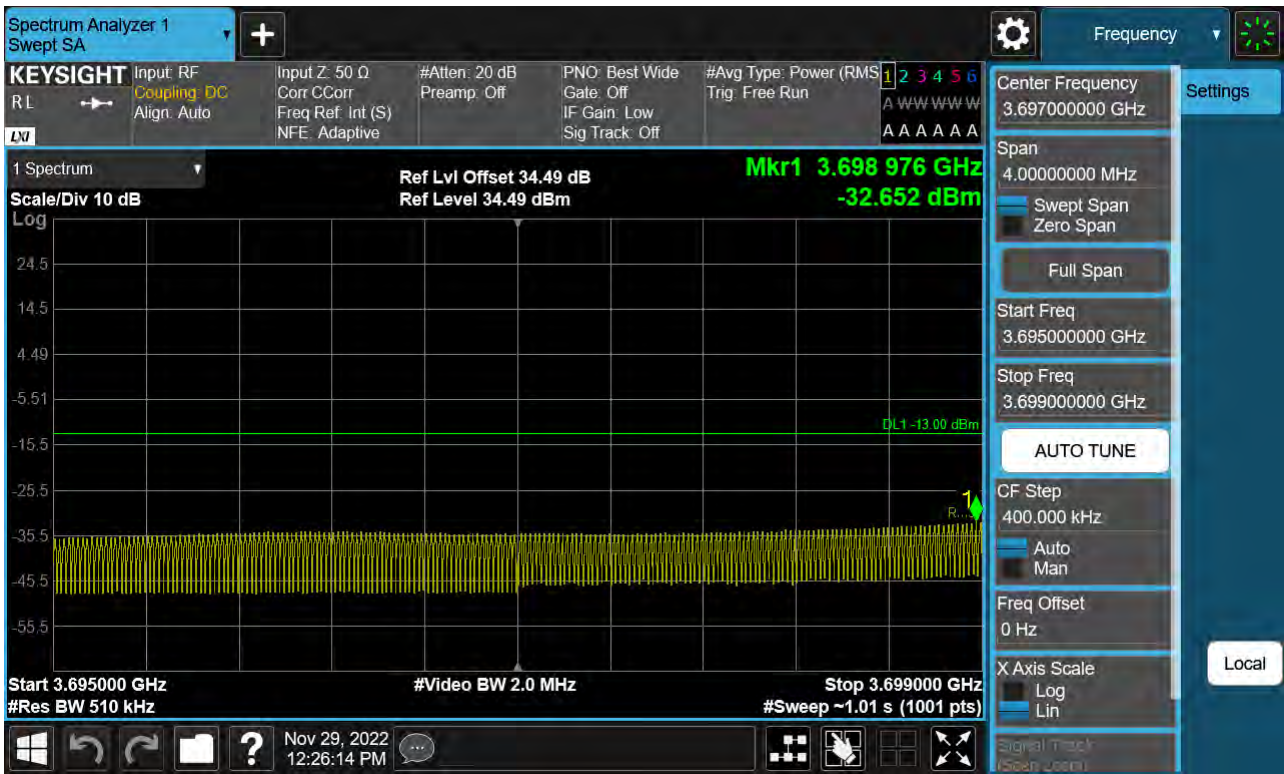 Spectrum Analyzer 1
Swept SA
Frequency
KEYSIGHT
RL
LXI
Input: RF
Coupling: DC
Align: Auto
Input Z: 50 Ω
Corr CCorr
Freq Ref: Int (S)
NFE: Adaptive
#Atten: 20 dB
Preamp: Off
PNO: Best Wide
Gate: Off
IF Gain: Low
Sig Track: Off
#Avg Type: Power (RMS
Trig: Free Run
1 2 3 4 5 6
A WW WW WW
A A A A A A
1 Spectrum
Scale/Div 10 dB
Log
Ref Lvl Offset 34.49 dB
Ref Level 34.49 dBm
Mkr1 3.698 976 GHz
-32.652 dBm
24.5
14.5
4.49
-5.51
DL1 -13.00 dBm
-15.5
-25.5
1
-35.5
-45.5
-55.5
Start 3.695000 GHz
#Res BW 510 kHz
#Video BW 2.0 MHz
Stop 3.699000 GHz
#Sweep ~1.01 s (1001 pts)
Center Frequency
3.697000000 GHz
Settings
Span
4.00000000 MHz
Swept Span
Zero Span
Full Span
Start Freq
3.695000000 GHz
Stop Freq
3.699000000 GHz
AUTO TUNE
CF Step
400.000 kHz
Auto
Man
Freq Offset
0 Hz
X Axis Scale
Log
Lin
Local
Signal Track
(Span Zoom)
?
Nov 29, 2022
12:26:14 PM